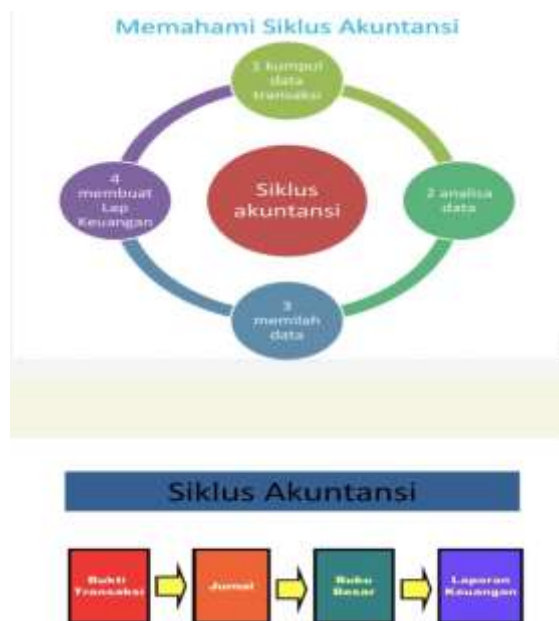 Memahami Siklus Akuntansi
1 kumpul
data
transaksi
4
membuat
Lap
Keuangan
Siklus
akuntansi
2 analisa
data
3
memilah
data
Siklus Akuntansi
Bukti
Transaksi
Jurnal
Buku
Besar
Laporan
Keuangan